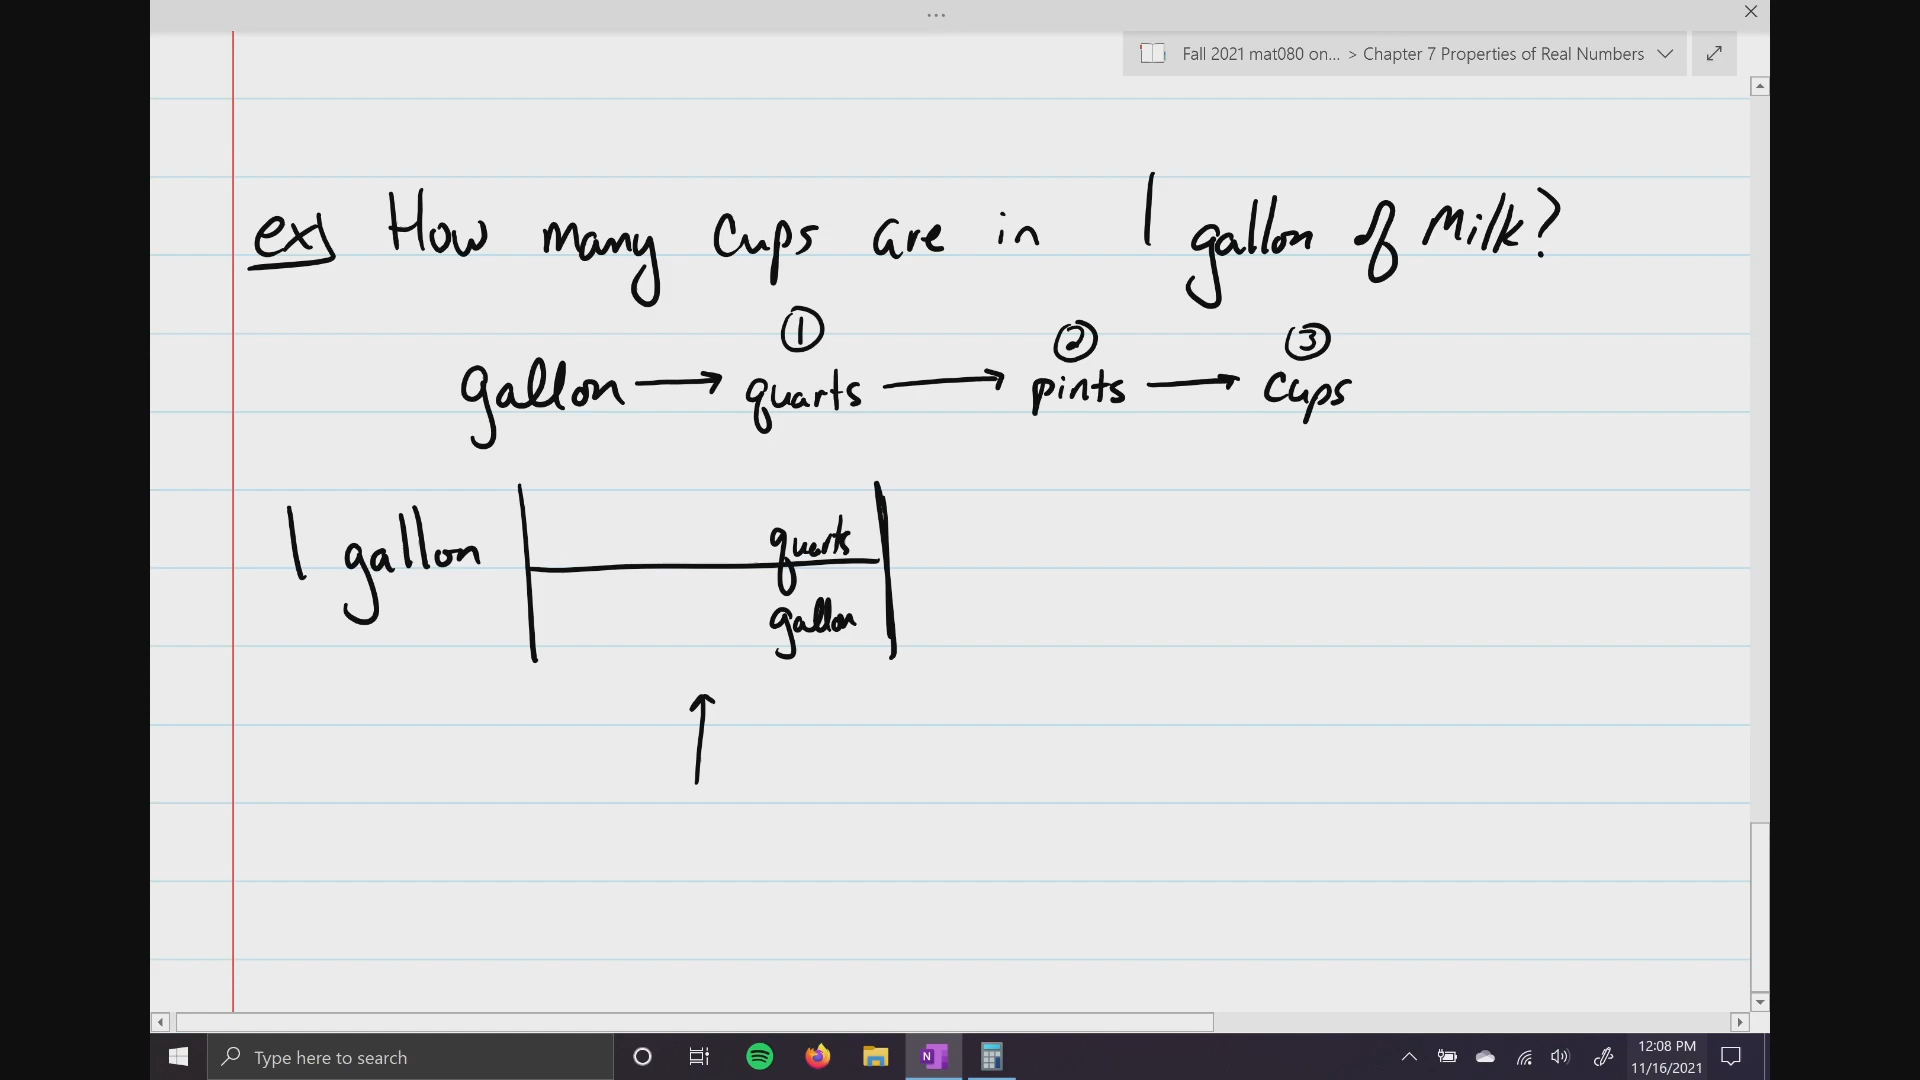 ...
Fall 2021 mat080 on... > Chapter 7 Properties of Real Numbers
ex) How many cups are in 1 gallon of Milk?
① ② ③
gallon → quarts → pints → cups
1 gallon
quarts
gallon
Type here to search
12:08 PM
11/16/2021